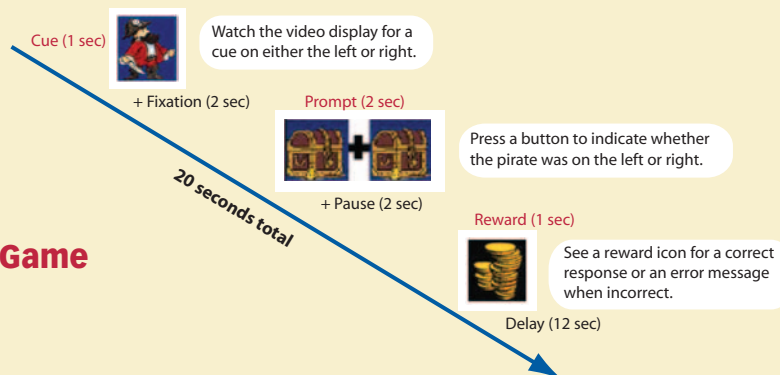 Cue (1 sec)
Watch the video display for a
cue on either the left or right.
+ Fixation (2 sec)
Prompt (2 sec)
Press a button to indicate whether
the pirate was on the left or right.
+ Pause (2 sec)
20 seconds total
Game
Reward (1 sec)
See a reward icon for a correct
response or an error message
when incorrect.
Delay (12 sec)